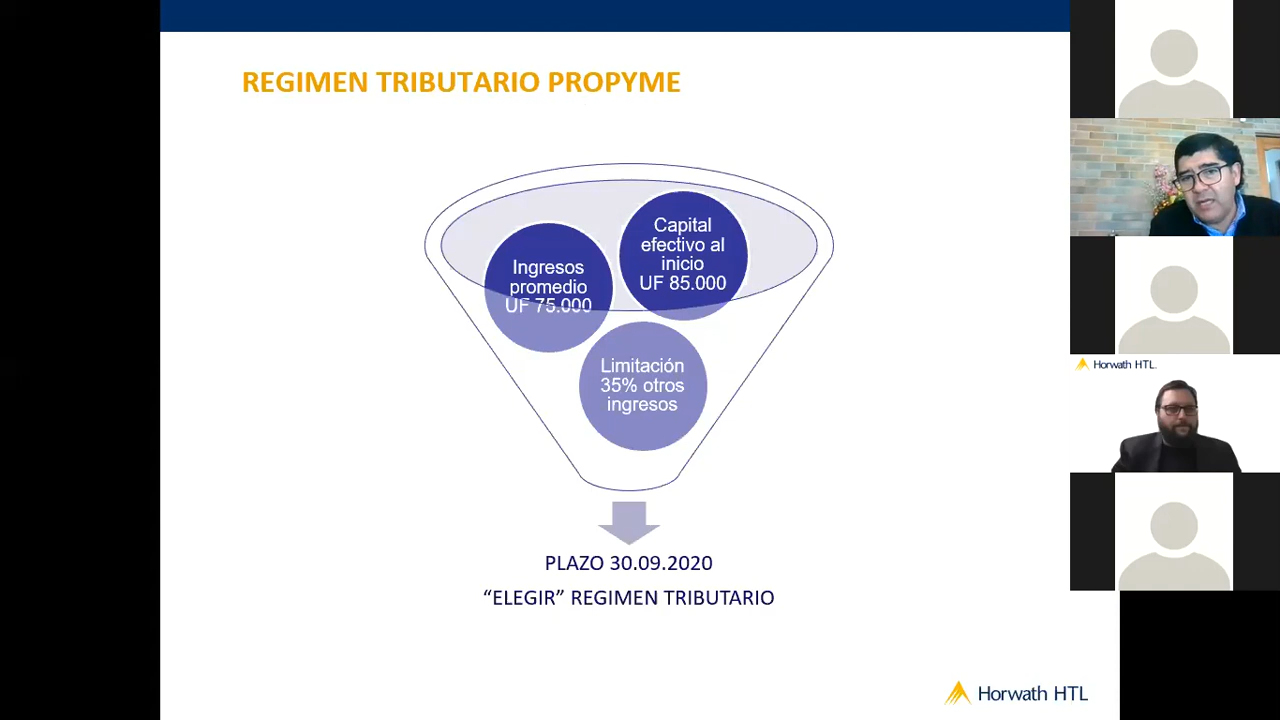 REGIMEN TRIBUTARIO PROPYME
Capital
efectivo al
inicio
UF 85.000
Ingresos
promedio
UF 75.000
Limitación
35% otros
ingresos
PLAZO 30.09.2020
“ELEGIR” REGIMEN TRIBUTARIO
Horwath HTL
Horwath HTL.